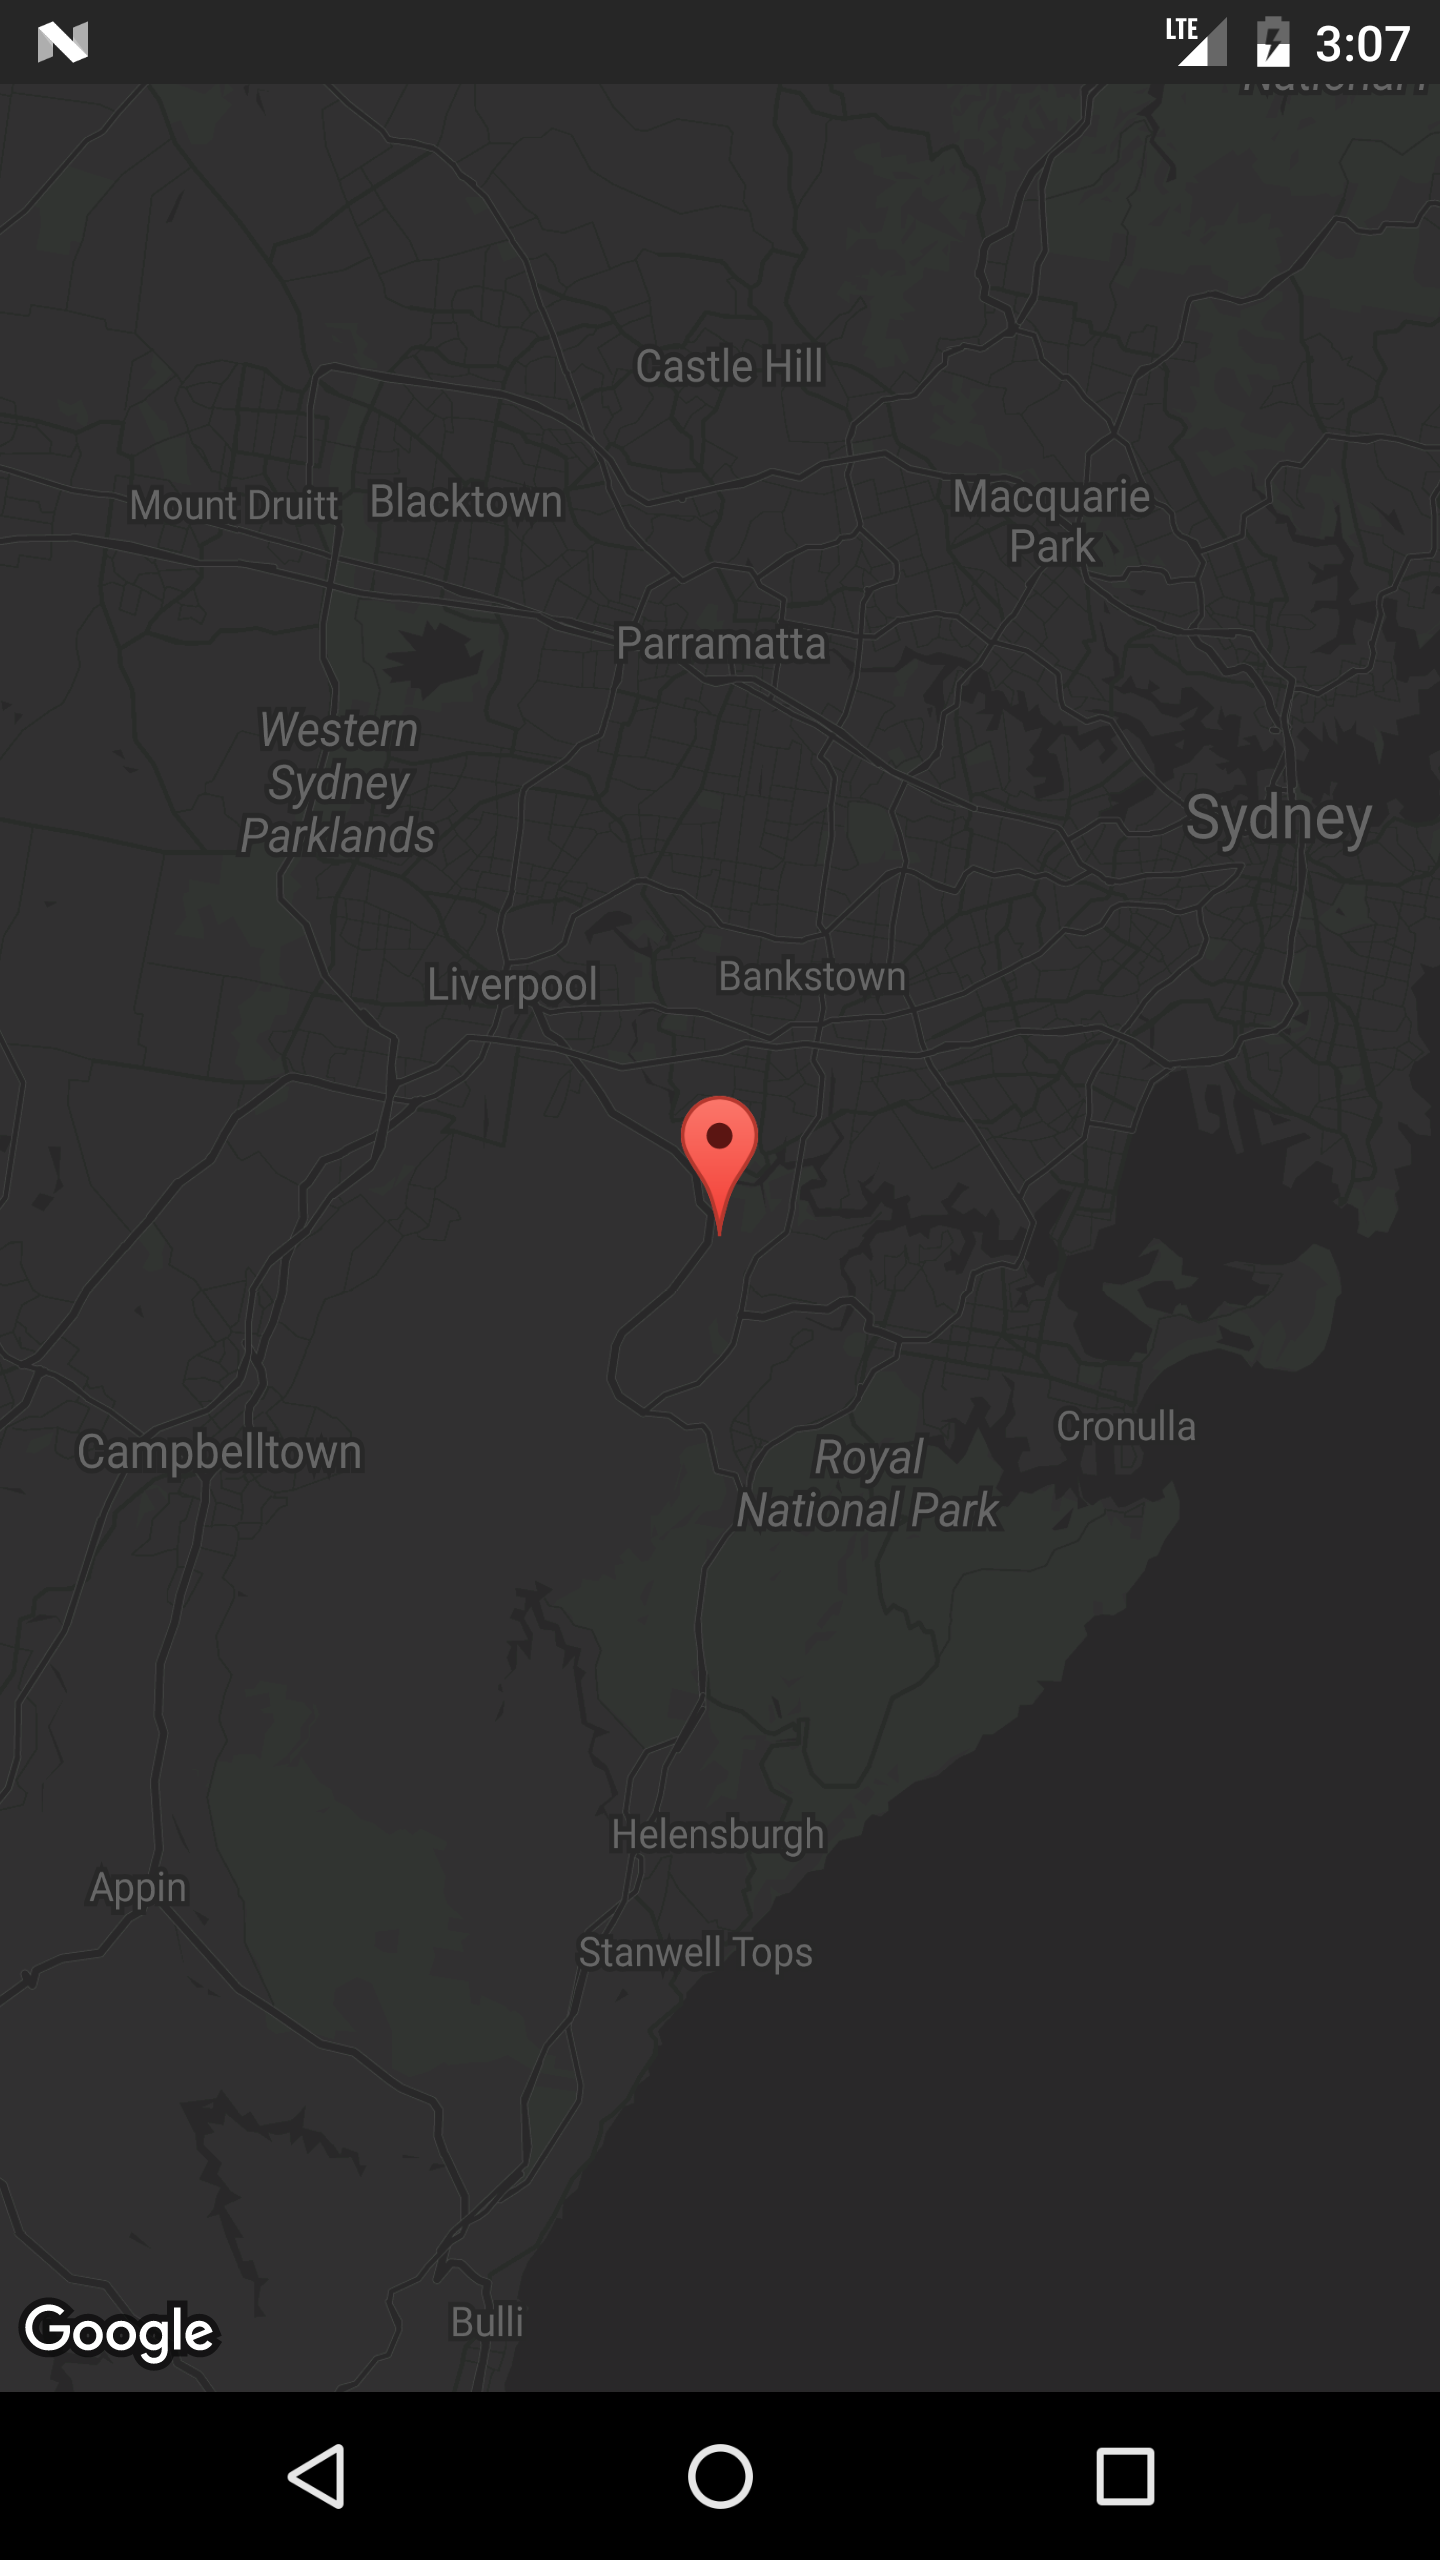 LTE
3:07
Castle Hill
Mount Druitt
Blacktown
Macquarie
Park
Parramatta
Western
Sydney
Parklands
Sydney
Liverpool
Bankstown
Campbelltown
Cronulla
Royal
National Park
Helensburgh
Appin
Stanwell Tops
Bulli
Google